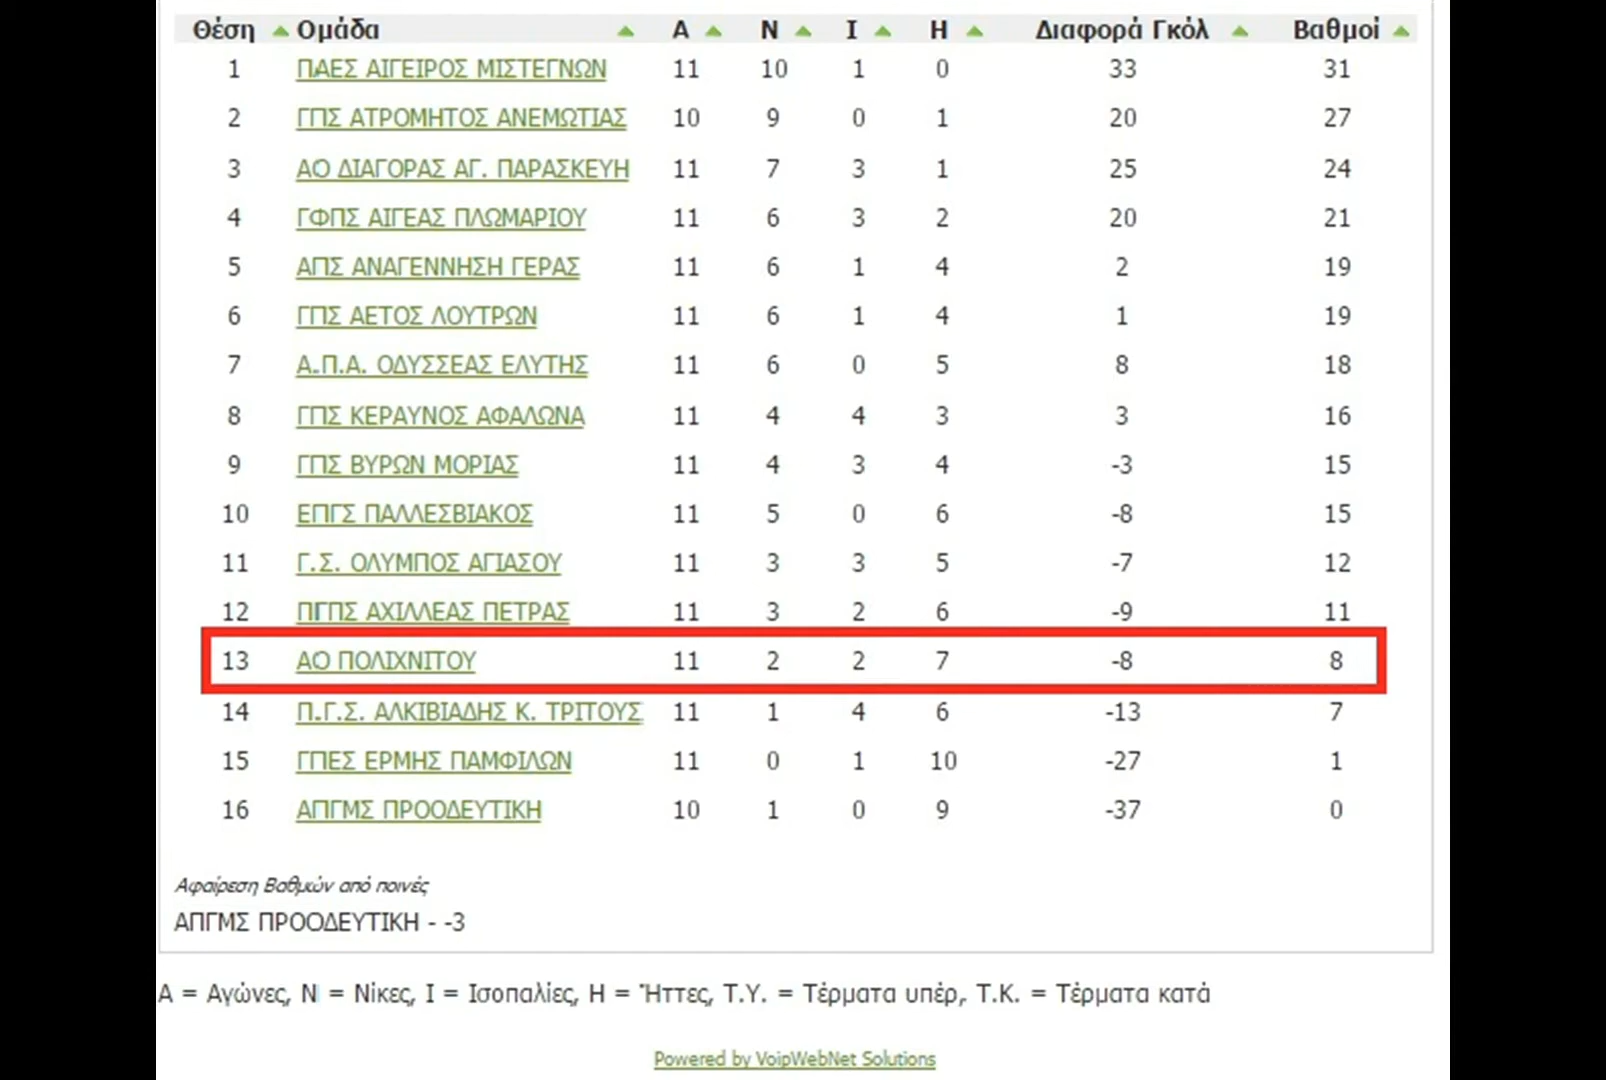 Θέση Ομάδα Α Ν Ι Η Διαφορά Γκόλ Βαθμοί
1 ΠΑΕΣ ΑΙΓΕΙΡΟΣ ΜΙΣΤΕΓΝΩΝ 11 10 1 0 33 31
2 ΓΠΣ ΑΤΡΟΜΗΤΟΣ ΑΝΕΜΩΤΙΑΣ 10 9 0 1 20 27
3 ΑΟ ΔΙΑΓΟΡΑΣ ΑΓ. ΠΑΡΑΣΚΕΥΗ 11 7 3 1 25 24
4 ΓΦΠΣ ΑΙΓΕΑΣ ΠΛΩΜΑΡΙΟΥ 11 6 3 2 20 21
5 ΑΠΣ ΑΝΑΓΕΝΝΗΣΗ ΓΕΡΑΣ 11 6 1 4 2 19
6 ΓΠΣ ΑΕΤΟΣ ΛΟΥΤΡΩΝ 11 6 1 4 1 19
7 Α.Π.Α. ΟΔΥΣΣΕΑΣ ΕΛΥΤΗΣ 11 6 0 5 8 18
8 ΓΠΣ ΚΕΡΑΥΝΟΣ ΑΦΑΛΩΝΑ 11 4 4 3 3 16
9 ΓΠΣ ΒΥΡΩΝ ΜΟΡΙΑΣ 11 4 3 4 -3 15
10 ΕΠΓΣ ΠΑΛΛΕΣΒΙΑΚΟΣ 11 5 0 6 -8 15
11 Γ.Σ. ΟΛΥΜΠΟΣ ΑΓΙΑΣΟΥ 11 3 3 5 -7 12
12 ΠΓΠΣ ΑΧΙΛΛΕΑΣ ΠΕΤΡΑΣ 11 3 2 6 -9 11
13 ΑΟ ΠΟΛΙΧΝΙΤΟΥ 11 2 2 7 -8 8
14 Π.Γ.Σ. ΑΛΚΙΒΙΑΔΗΣ Κ. ΤΡΙΤΟΥΣ 11 1 4 6 -13 7
15 ΓΠΕΣ ΕΡΜΗΣ ΠΑΜΦΙΛΩΝ 11 0 1 10 -27 1
16 ΑΠΓΜΣ ΠΡΟΟΔΕΥΤΙΚΗ 10 1 0 9 -37 0
Αφαίρεση Βαθμών από ποινές
ΑΠΓΜΣ ΠΡΟΟΔΕΥΤΙΚΗ - -3
Α = Αγώνες, Ν = Νίκες, Ι = Ισοπαλίες, Η = Ήττες, Τ.Υ. = Τέρματα υπέρ, Τ.Κ. = Τέρματα κατά
Powered by VoipWebNet Solutions